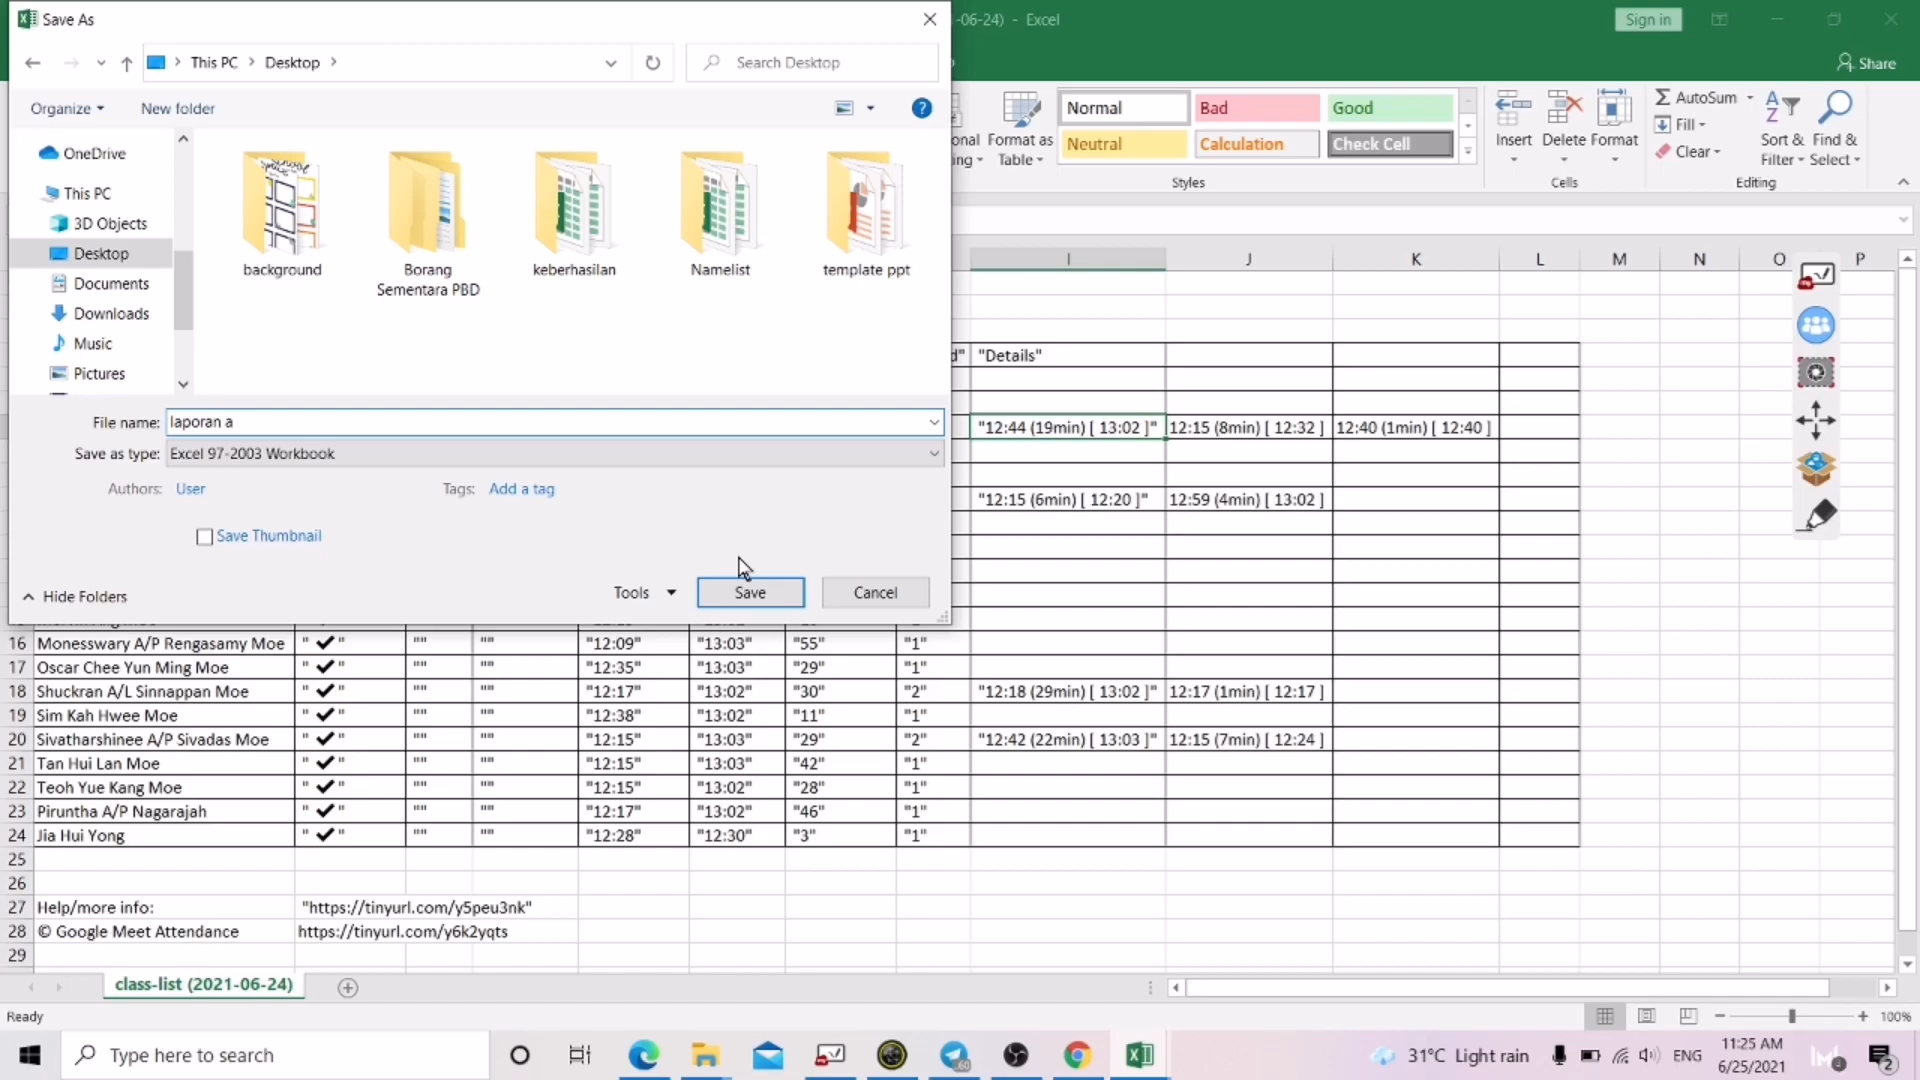 Save As
-06-24) - Excel
Sign in
This PC > Desktop >
Search Desktop
Share
Organize
New folder
OneDrive
This PC
3D Objects
Desktop
Documents
Downloads
Music
Pictures
background
Borang
Sementara PBD
keberhasilan
Namelist
template ppt
File name: laporan a
Save as type: Excel 97-2003 Workbook
Authors: User
Tags: Add a tag
Save Thumbnail
Hide Folders
Tools
Save
Cancel
Format as
Table
Normal
Bad
Good
Neutral
Calculation
Check Cell
Styles
Insert
Delete
Format
Cells
AutoSum
Fill
Clear
Sort &
Filter
Find &
Select
Editing
I J K L M N O P
"Details"
"12:44 (19min) [ 13:02 ]" 12:15 (8min) [ 12:32 ] 12:40 (1min) [ 12:40 ]
"12:15 (6min) [ 12:20 ]" 12:59 (4min) [ 13:02 ]
16 Monesswary A/P Rengasamy Moe " ✔ " "" "" "12:09" "13:03" "55" "1"
17 Oscar Chee Yun Ming Moe " ✔ " "" "" "12:35" "13:03" "29" "1"
18 Shuckran A/L Sinnappan Moe " ✔ " "" "" "12:17" "13:02" "30" "2" "12:18 (29min) [ 13:02 ]" 12:17 (1min) [ 12:17 ]
19 Sim Kah Hwee Moe " ✔ " "" "" "12:38" "13:02" "11" "1"
20 Sivatharshinee A/P Sivadas Moe " ✔ " "" "" "12:15" "13:03" "29" "2" "12:42 (22min) [ 13:03 ]" 12:15 (7min) [ 12:24 ]
21 Tan Hui Lan Moe " ✔ " "" "" "12:15" "13:03" "42" "1"
22 Teoh Yue Kang Moe " ✔ " "" "" "12:15" "13:02" "28" "1"
23 Piruntha A/P Nagarajah " ✔ " "" "" "12:17" "13:02" "46" "1"
24 Jia Hui Yong " ✔ " "" "" "12:28" "12:30" "3" "1"
25
26
27 Help/more info: "https://tinyurl.com/y5peu3nk"
28 © Google Meet Attendance https://tinyurl.com/y6k2yqts
29
class-list (2021-06-24)
Ready
100%
Type here to search
31°C Light rain
ENG
11:25 AM
6/25/2021
2